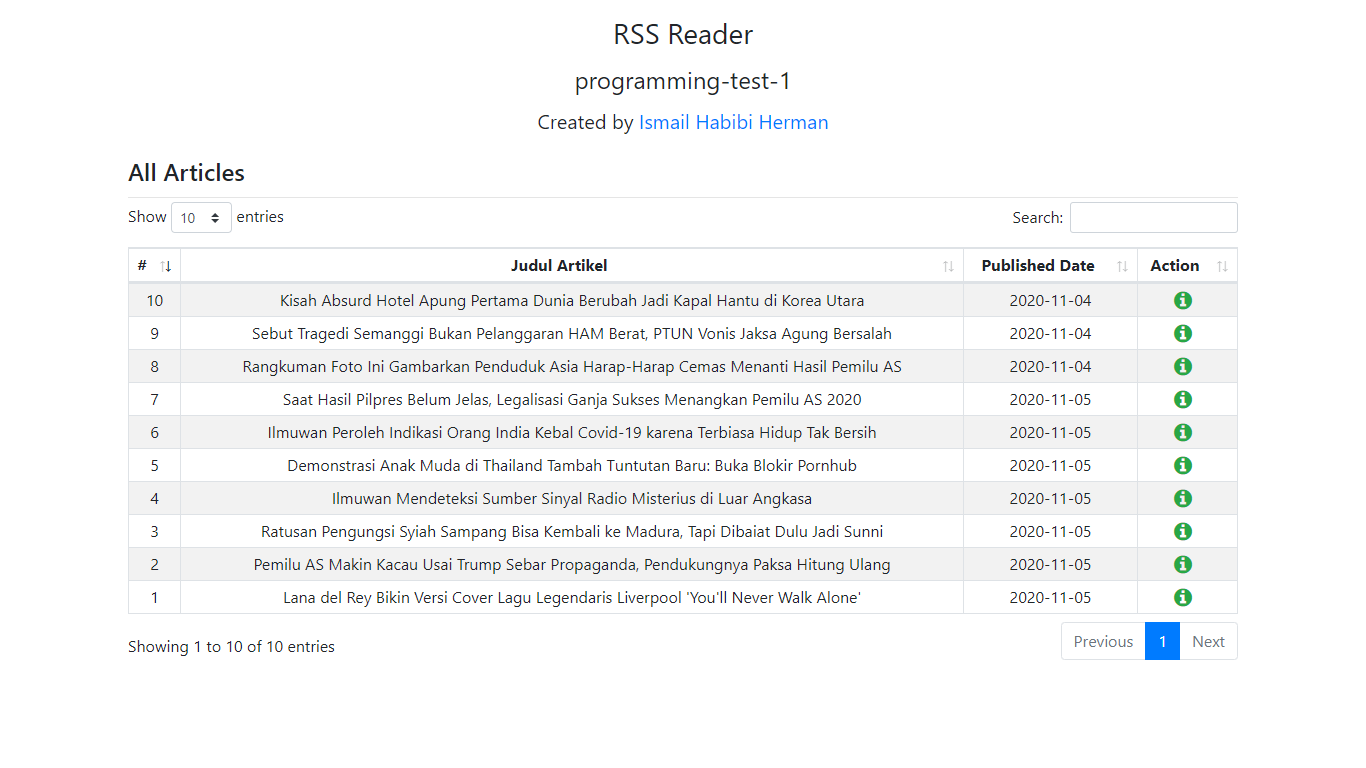 RSS Reader
programming-test-1
Created by Ismail Habibi Herman
All Articles
Show 10 entries Search:
# Judul Artikel Published Date Action
10 Kisah Absurd Hotel Apung Pertama Dunia Berubah Jadi Kapal Hantu di Korea Utara 2020-11-04
9 Sebut Tragedi Semanggi Bukan Pelanggaran HAM Berat, PTUN Vonis Jaksa Agung Bersalah 2020-11-04
8 Rangkuman Foto Ini Gambarkan Penduduk Asia Harap-Harap Cemas Menanti Hasil Pemilu AS 2020-11-04
7 Saat Hasil Pilpres Belum Jelas, Legalisasi Ganja Sukses Menangkan Pemilu AS 2020 2020-11-05
6 Ilmuwan Peroleh Indikasi Orang India Kebal Covid-19 karena Terbiasa Hidup Tak Bersih 2020-11-05
5 Demonstrasi Anak Muda di Thailand Tambah Tuntutan Baru: Buka Blokir Pornhub 2020-11-05
4 Ilmuwan Mendeteksi Sumber Sinyal Radio Misterius di Luar Angkasa 2020-11-05
3 Ratusan Pengungsi Syiah Sampang Bisa Kembali ke Madura, Tapi Dibaiat Dulu Jadi Sunni 2020-11-05
2 Pemilu AS Makin Kacau Usai Trump Sebar Propaganda, Pendukungnya Paksa Hitung Ulang 2020-11-05
1 Lana del Rey Bikin Versi Cover Lagu Legendaris Liverpool 'You'll Never Walk Alone' 2020-11-05
Showing 1 to 10 of 10 entries Previous 1 Next